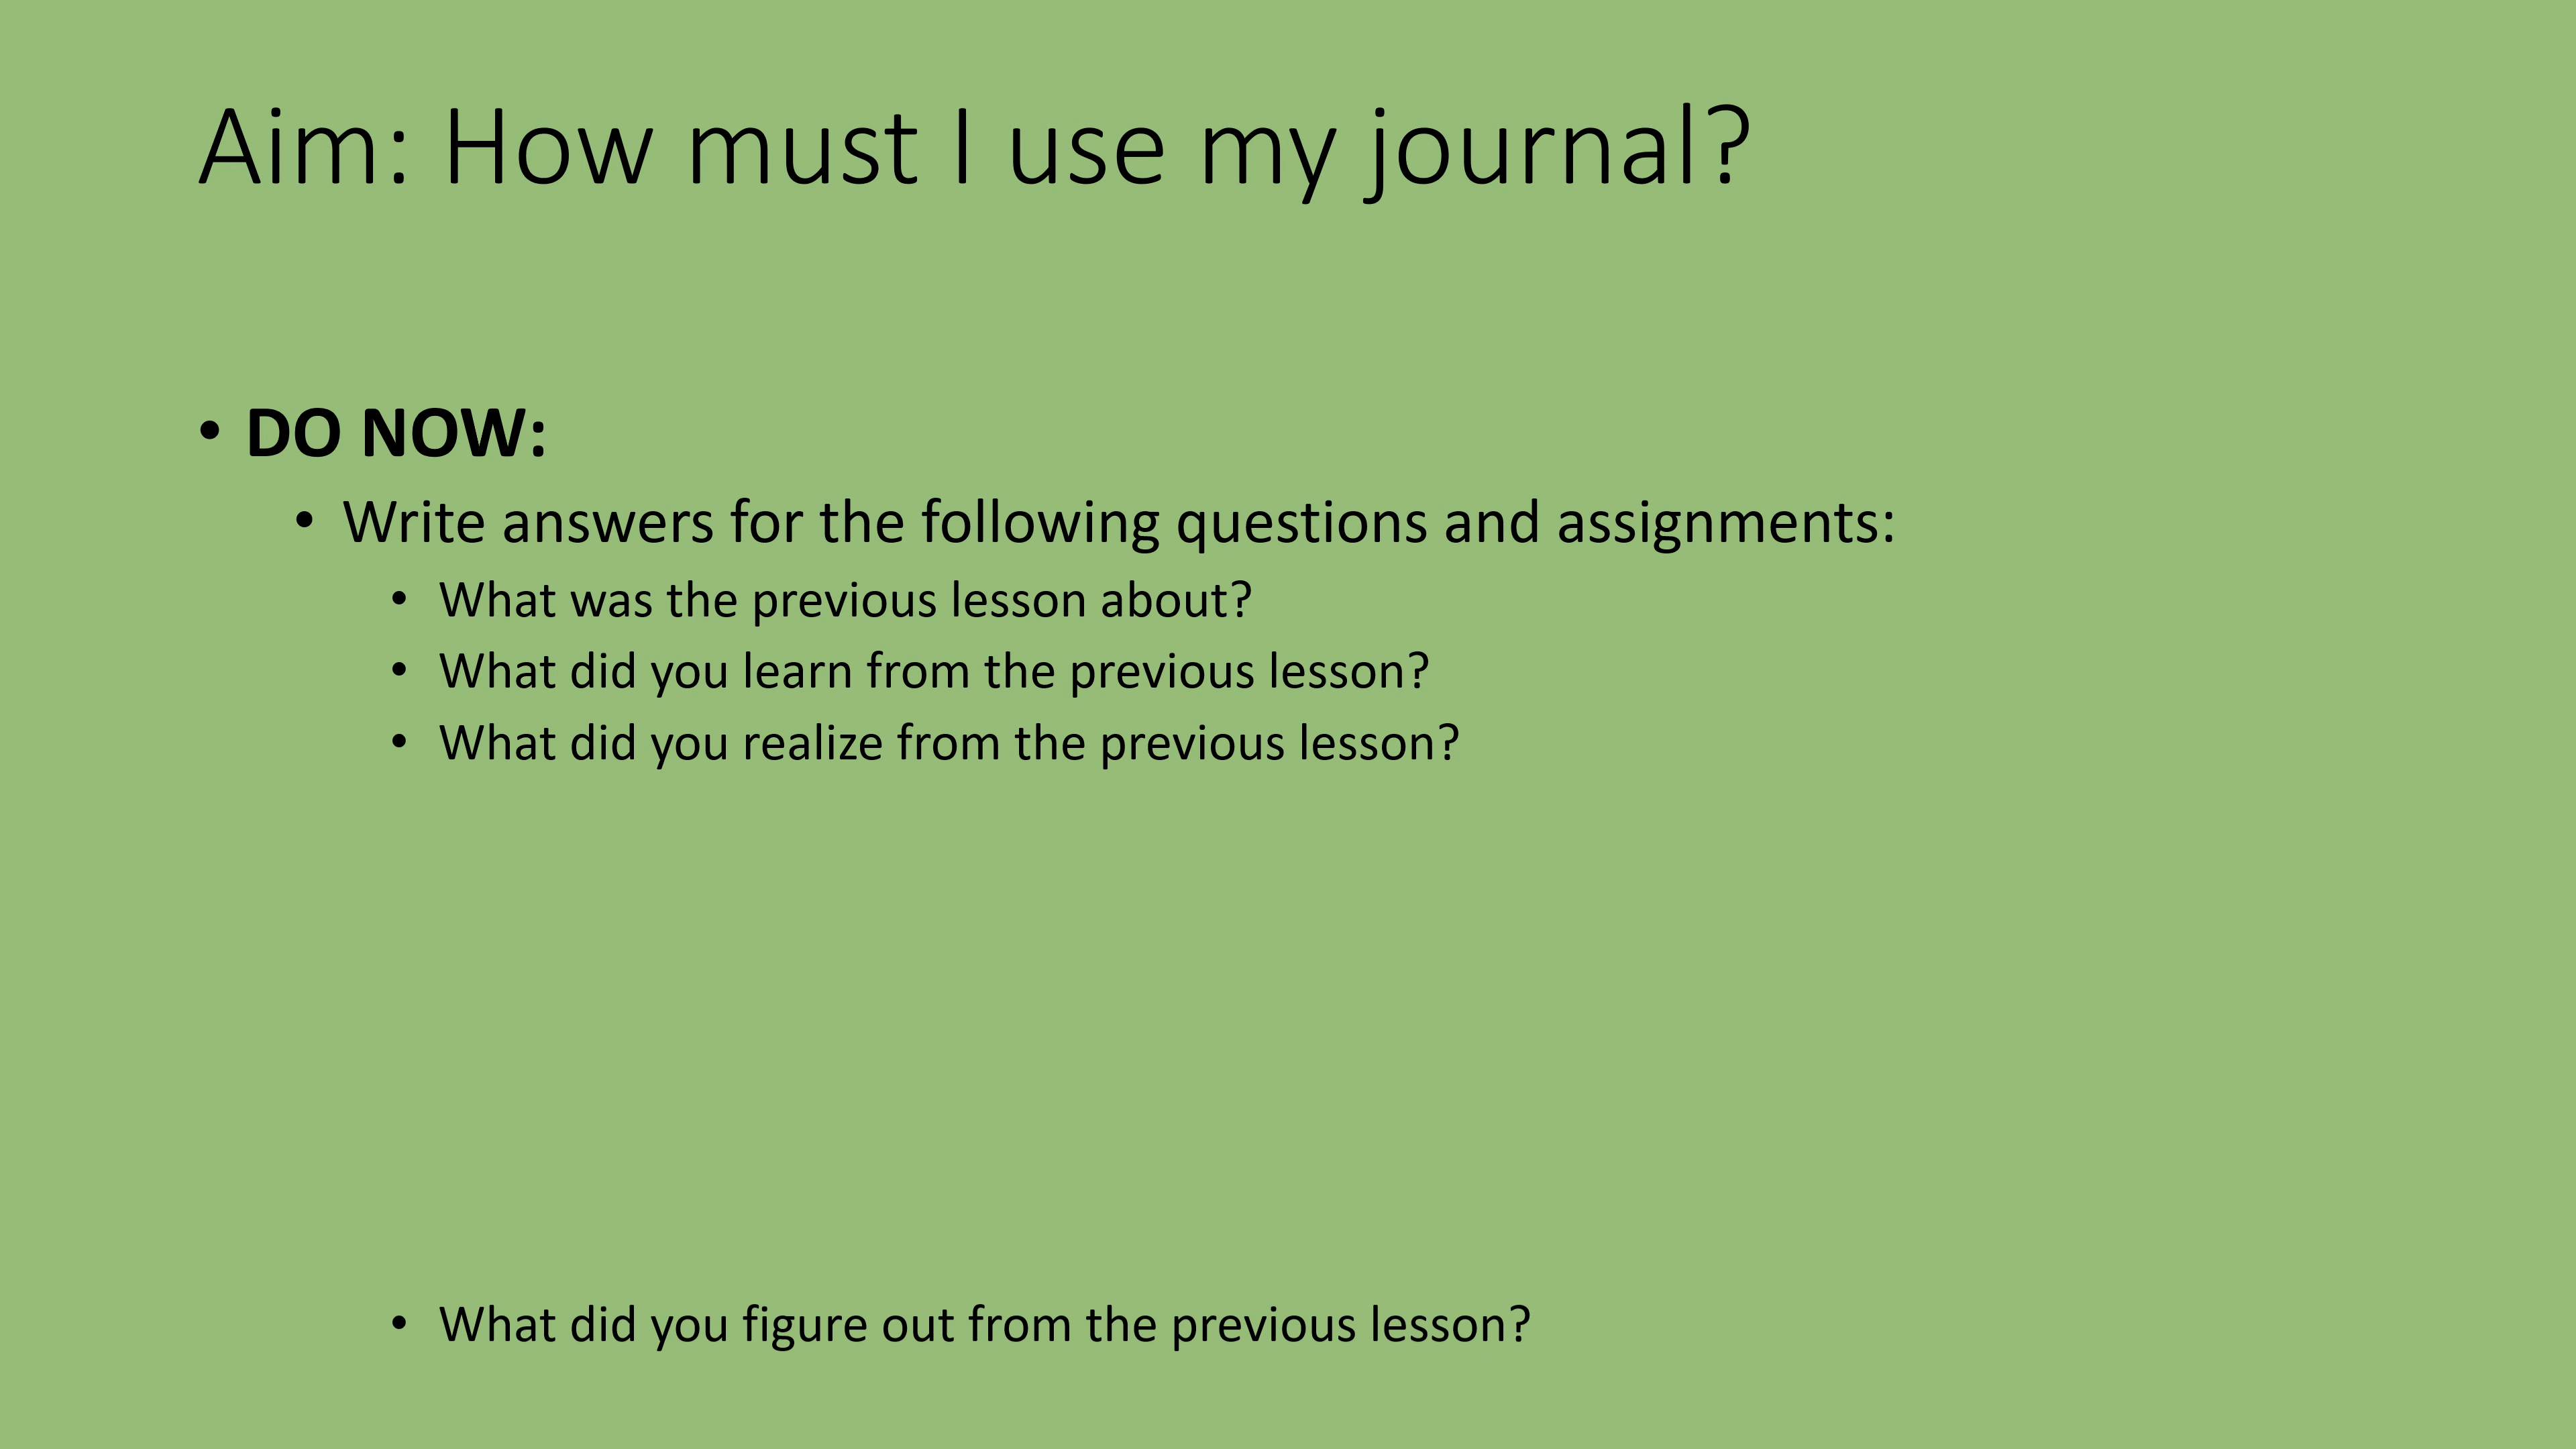 Aim: How must I use my journal?
• DO NOW:
• Write answers for the following questions and assignments:
• What was the previous lesson about?
• What did you learn from the previous lesson?
• What did you realize from the previous lesson?
• What did you figure out from the previous lesson?